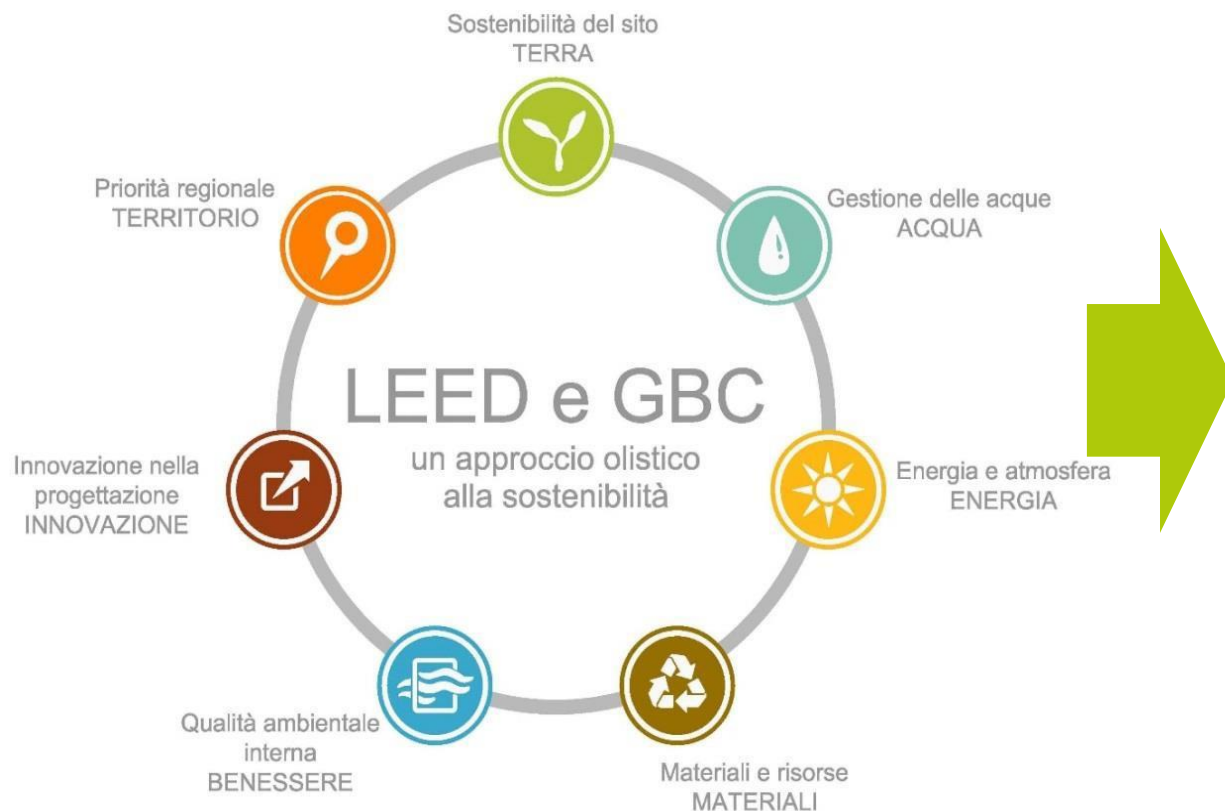 Sostenibilità del sito
TERRA
Priorità regionale
TERRITORIO
Gestione delle acque
ACQUA
LEED e GBC
un approccio olistico
alla sostenibilità
Innovazione nella
progettazione
INNOVAZIONE
Energia e atmosfera
ENERGIA
Qualità ambientale
interna
BENESSERE
Materiali e risorse
MATERIALI